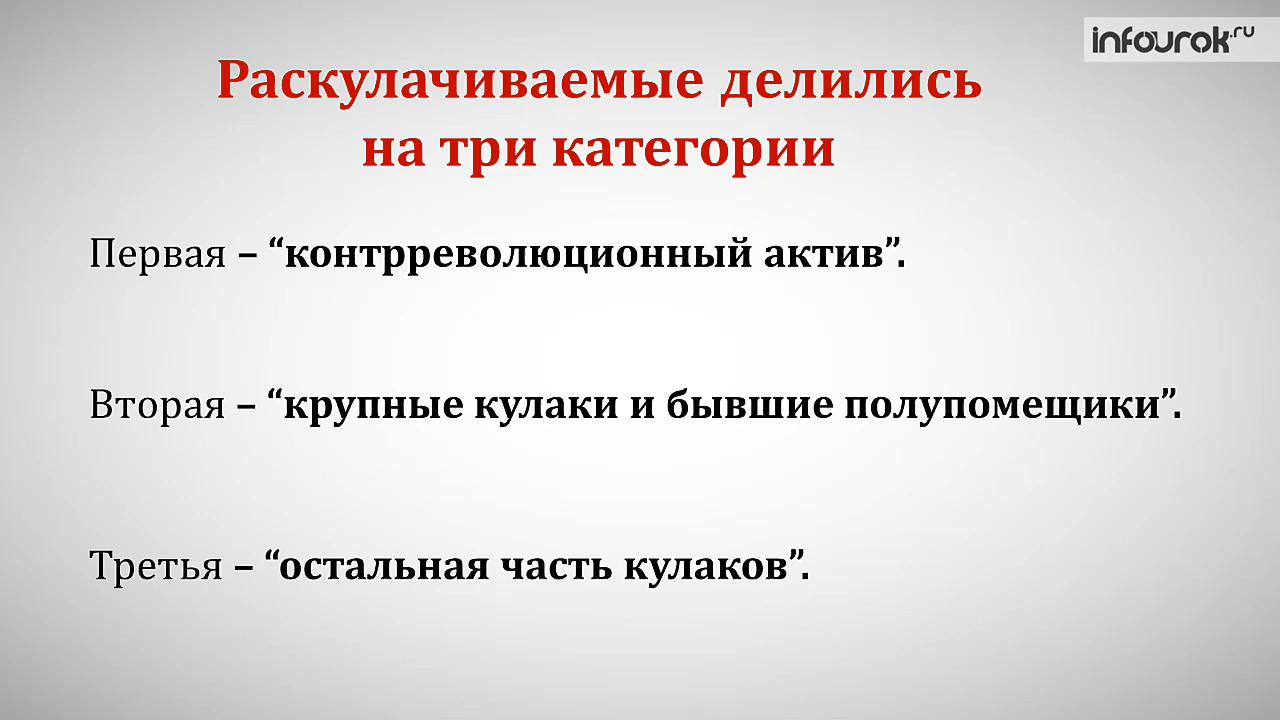 infourok.ru
Раскулачиваемые делились
на три категории
Первая – “контрреволюционный актив”.
Вторая – “крупные кулаки и бывшие полупомещики”.
Третья – “остальная часть кулаков”.